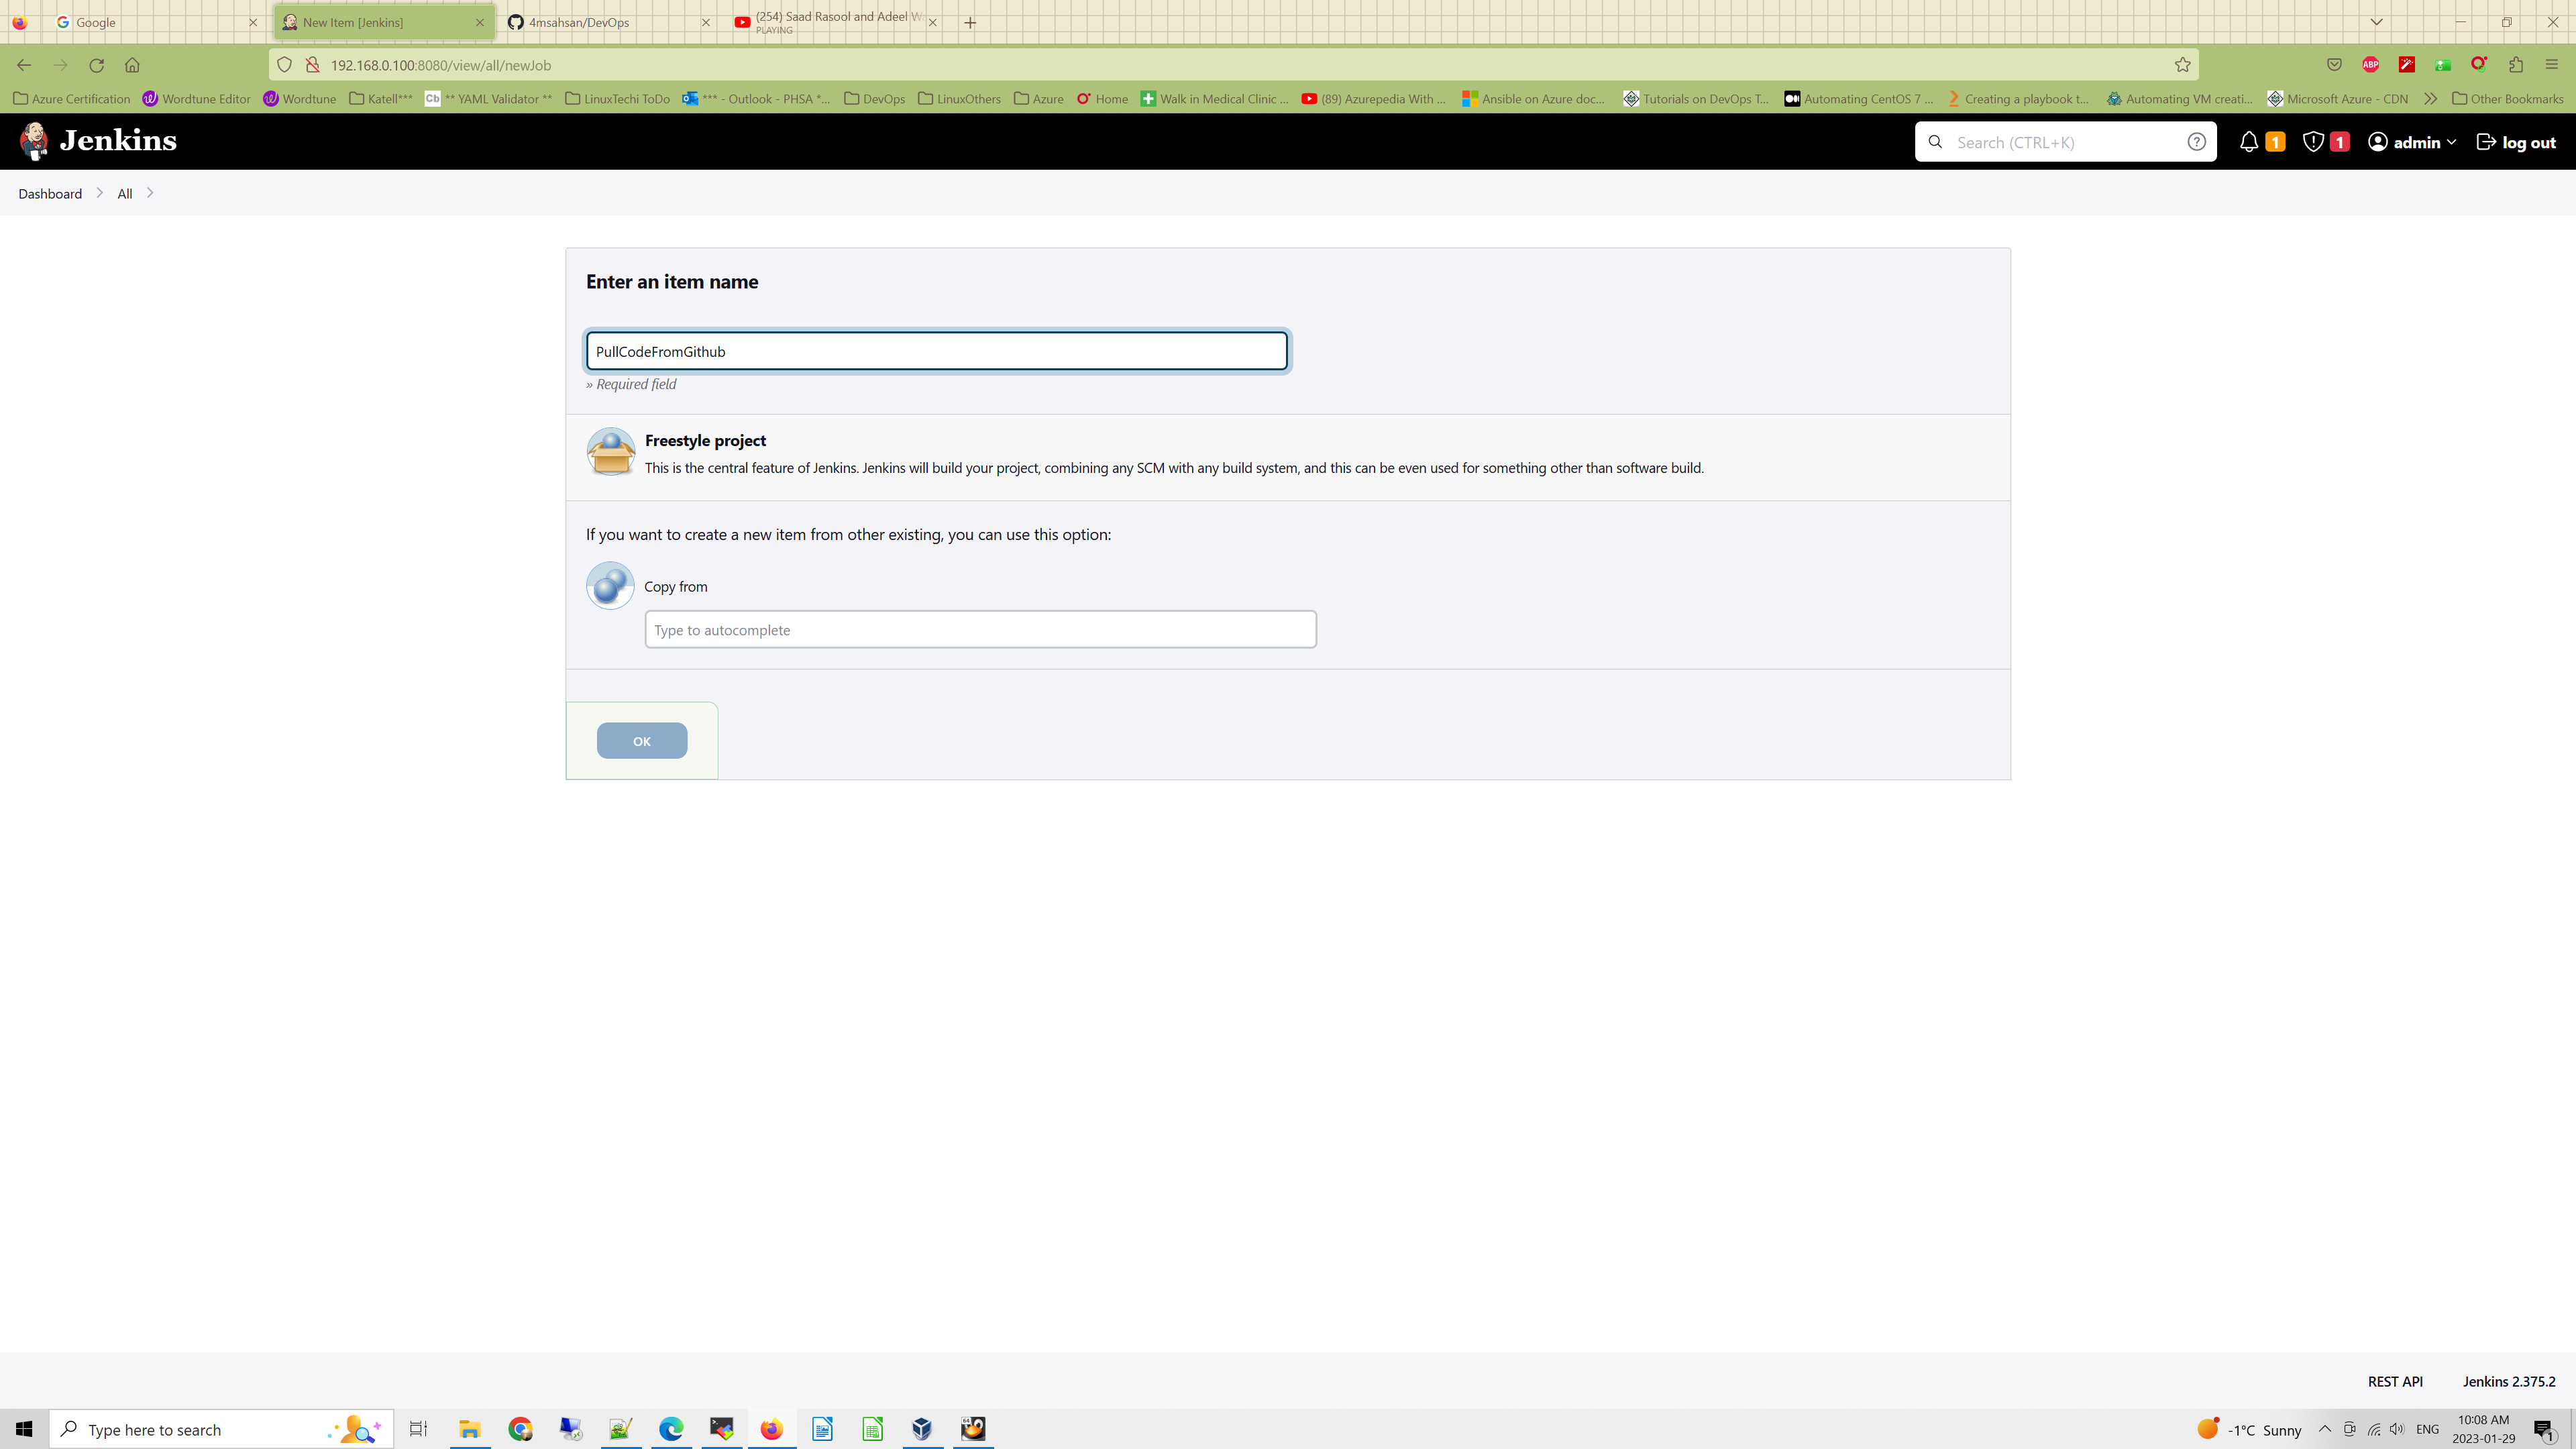 Google
New Item [Jenkins]
4msahsan/DevOps
(254) Saad Rasool and Adeel W
PLAYING
192.168.0.100:8080/view/all/newJob
ABP
Azure Certification
Wordtune Editor
Wordtune
Katell***
Cb
** YAML Validator **
LinuxTechi ToDo
*** - Outlook - PHSA *...
DevOps
LinuxOthers
Azure
Home
Walk in Medical Clinic ...
(89) Azurepedia With ...
Ansible on Azure doc...
Tutorials on DevOps T...
Automating CentOS 7 ...
Creating a playbook t...
Automating VM creati...
Microsoft Azure - CDN
Other Bookmarks
Jenkins
Search (CTRL+K)
1
1
admin
log out
Dashboard
All
Enter an item name
PullCodeFromGithub
» Required field
Freestyle project
This is the central feature of Jenkins. Jenkins will build your project, combining any SCM with any build system, and this can be even used for something other than software build.
If you want to create a new item from other existing, you can use this option:
Copy from
Type to autocomplete
OK
REST API
Jenkins 2.375.2
Type here to search
-1°C Sunny
ENG
10:08 AM
2023-01-29
1